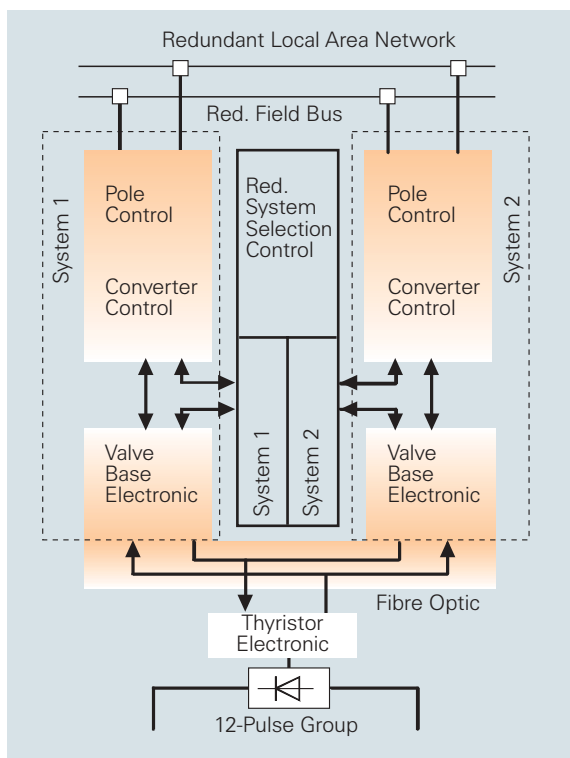 Redundant Local Area Network
Red. Field Bus
System 1
Pole
Control
Converter
Control
Red.
System
Selection
Control
Pole
Control
Converter
Control
System 2
System 1
System 2
Valve
Base
Electronic
Valve
Base
Electronic
Fibre Optic
Thyristor
Electronic
12-Pulse Group